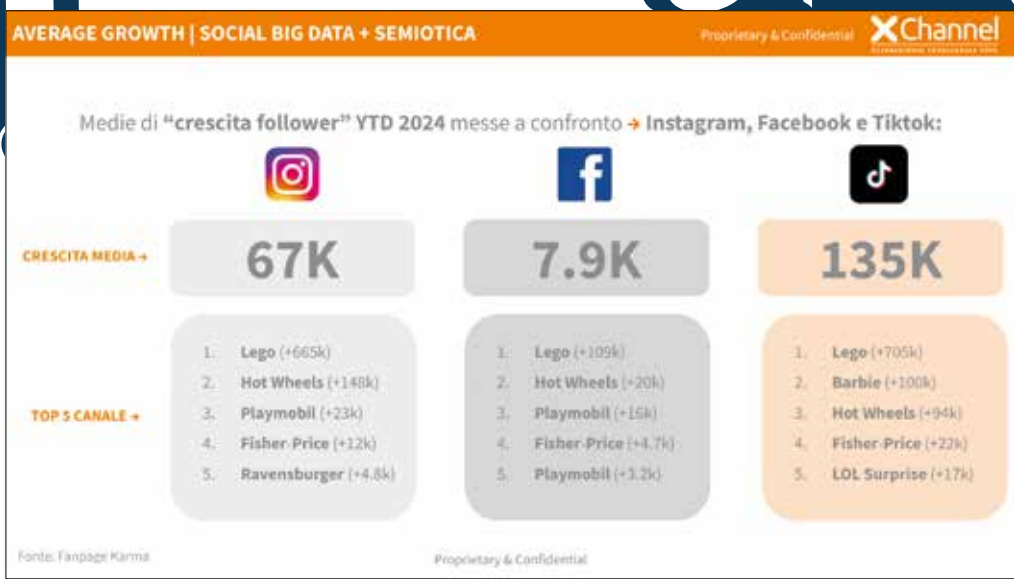 AVERAGE GROWTH | SOCIAL BIG DATA + SEMIOTICA
Proprietary & Confidential
XChannel
Medie di “crescita follower” YTD 2024 messe a confronto → Instagram, Facebook e Tiktok:
CRESCITA MEDIA →
67K
7.9K
135K
TOP 5 CANALE →
1. Lego (+665k)
2. Hot Wheels (+148k)
3. Playmobil (+23k)
4. Fisher-Price (+12k)
5. Ravensburger (+4.8k)
1. Lego (+109k)
2. Hot Wheels (+20k)
3. Playmobil (+16k)
4. Fisher-Price (+4.7k)
5. Playmobil (+3.2k)
1. Lego (+705k)
2. Barbie (+100k)
3. Hot Wheels (+94k)
4. Fisher-Price (+22k)
5. LOL Surprise (+17k)
Fonte: Fanpage Karma
Proprietary & Confidential